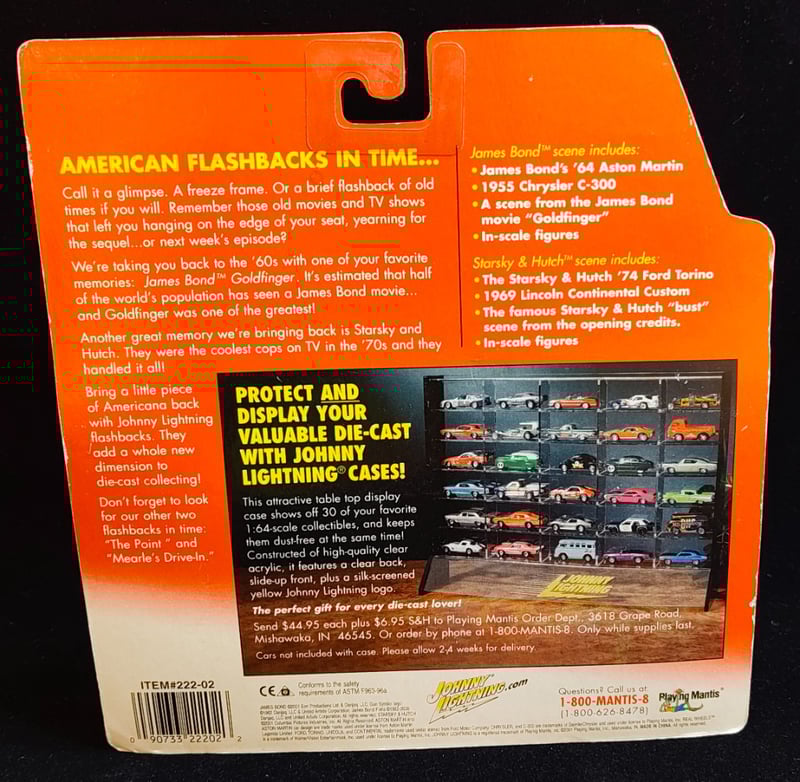 AMERICAN FLASHBACKS IN TIME...
Call it a glimpse. A freeze frame. Or a brief flashback of old
times if you will. Remember those old movies and TV shows
that left you hanging on the edge of your seat, yearning for
the sequel...or next week's episode?
We're taking you back to the '60s with one of your favorite
memories: James Bond™ Goldfinger. It's estimated that half
of the world's population has seen a James Bond movie...
and Goldfinger was one of the greatest!
Another great memory we're bringing back is Starsky and
Hutch. They were the coolest cops on TV in the '70s and they
handled it all!
Bring a little piece
of Americana back
with Johnny Lightning
flashbacks. They
add a whole new
dimension to
die-cast collecting!
Don't forget to look
for our other two
flashbacks in time:
"The Point" and
"Mearle's Drive-In."
James Bond™ scene includes:
• James Bond's '64 Aston Martin
• 1955 Chrysler C-300
• A scene from the James Bond
movie "Goldfinger"
• In-scale figures
Starsky & Hutch™ scene includes:
• The Starsky & Hutch '74 Ford Torino
• 1969 Lincoln Continental Custom
• The famous Starsky & Hutch "bust"
scene from the opening credits.
• In-scale figures
PROTECT AND
DISPLAY YOUR
VALUABLE DIE-CAST
WITH JOHNNY
LIGHTNING® CASES!
This attractive table top display
case shows off 30 of your favorite
1:64-scale collectibles, and keeps
them dust-free at the same time!
Constructed of high-quality clear
acrylic, it features a clear back,
slide-up front, plus a silk-screened
yellow Johnny Lightning logo.
The perfect gift for every die-cast lover!
Send $44.95 each plus $6.95 S&H to Playing Mantis Order Dept., 3618 Grape Road,
Mishawaka, IN 46545. Or order by phone at 1-800-MANTIS-8. Only while supplies last.
Cars not included with case. Please allow 2-4 weeks for delivery.
JOHNNY
LIGHTNING
ITEM#222-02
0 90733 22202 2
CE
Conforms to the safety
requirements of ASTM F963-96a
JOHNNY
LIGHTNING.com
Questions? Call us at
1-800-MANTIS-8
(1-800-626-8478)
Playing Mantis